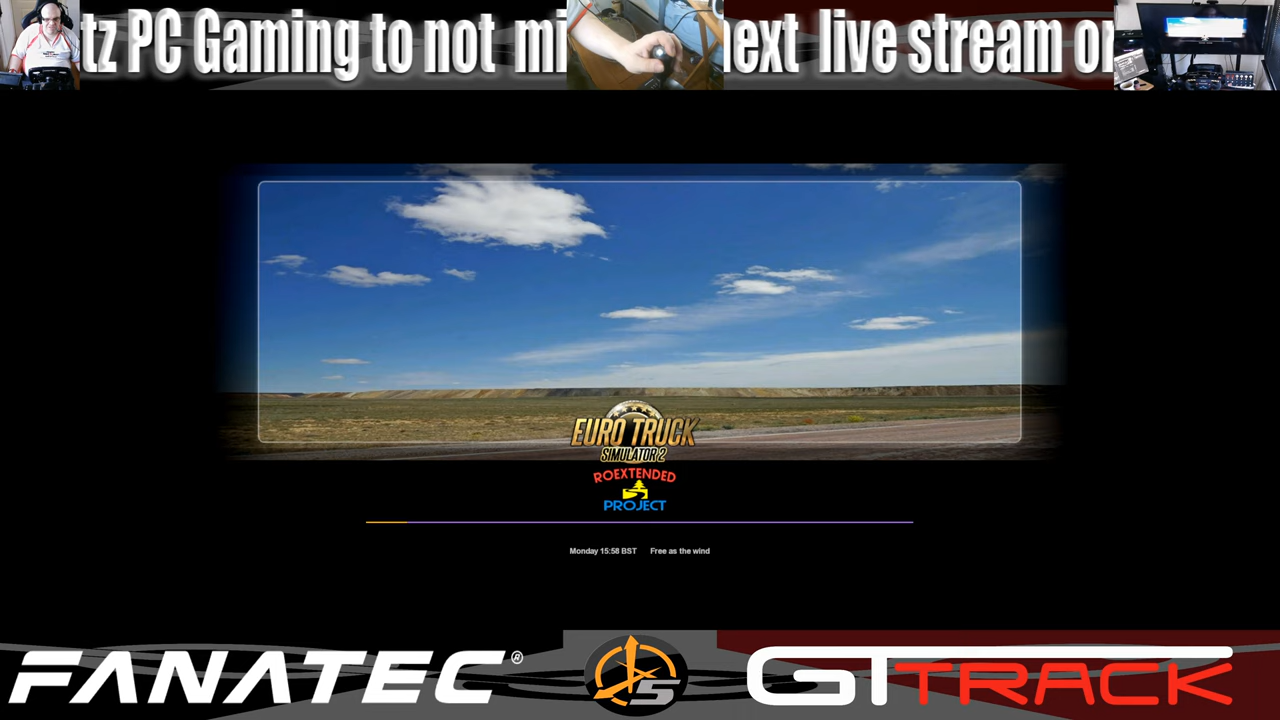 tz PC Gaming to not mi
ext live stream or
EURO TRUCK
SIMULATOR 2
ROEXTENDED
PROJECT
Monday 15:58 BST Free as the wind
FANATEC®
S
GTTRACK